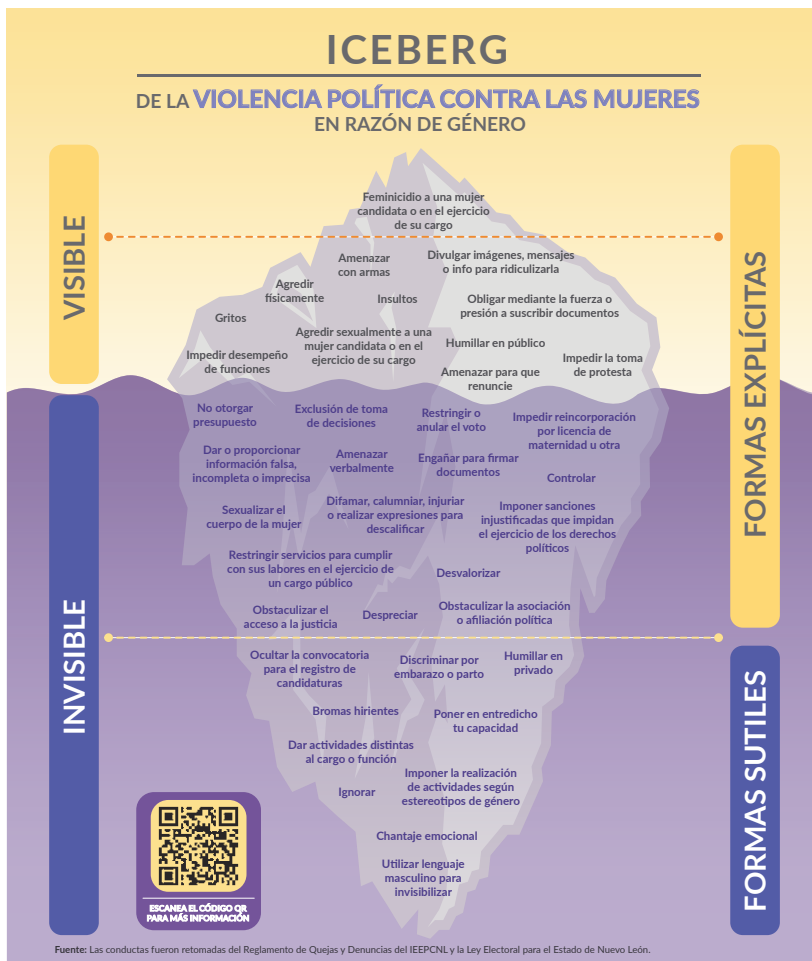 ICEBERG
DE LA VIOLENCIA POLÍTICA CONTRA LAS MUJERES
EN RAZÓN DE GÉNERO
VISIBLE
FORMAS EXPLÍCITAS
Feminicidio a una mujer
candidata o en el ejercicio
de su cargo
Amenazar
con armas
Divulgar imágenes, mensajes
o info para ridiculizarla
Agredir
físicamente
Insultos
Obligar mediante la fuerza o
presión a suscribir documentos
Gritos
Agredir sexualmente a una
mujer candidata o en el
ejercicio de su cargo
Humillar en público
Impedir desempeño
de funciones
Amenazar para que
renuncie
Impedir la toma
de protesta
INVISIBLE
No otorgar
presupuesto
Exclusión de toma
de decisiones
Restringir o
anular el voto
Impedir reincorporación
por licencia de
maternidad u otra
Dar o proporcionar
información falsa,
incompleta o imprecisa
Amenazar
verbalmente
Engañar para firmar
documentos
Controlar
Sexualizar el
cuerpo de la mujer
Difamar, calumniar, injuriar
o realizar expresiones para
descalificar
Imponer sanciones
injustificadas que impidan
el ejercicio de los derechos
políticos
Restringir servicios para cumplir
con sus labores en el ejercicio de
un cargo público
Desvalorizar
Obstaculizar el
acceso a la justicia
Despreciar
Obstaculizar la asociación
o afiliación política
FORMAS SUTILES
Ocultar la convocatoria
para el registro de
candidaturas
Discriminar por
embarazo o parto
Humillar en
privado
Bromas hirientes
Poner en entredicho
tu capacidad
Dar actividades distintas
al cargo o función
Ignorar
Imponer la realización
de actividades según
estereotipos de género
Chantaje emocional
Utilizar lenguaje
masculino para
invisibilizar
ESCANEA EL CÓDIGO QR
PARA MÁS INFORMACIÓN
Fuente: Las conductas fueron retomadas del Reglamento de Quejas y Denuncias del IEEPCNL y la Ley Electoral para el Estado de Nuevo León.